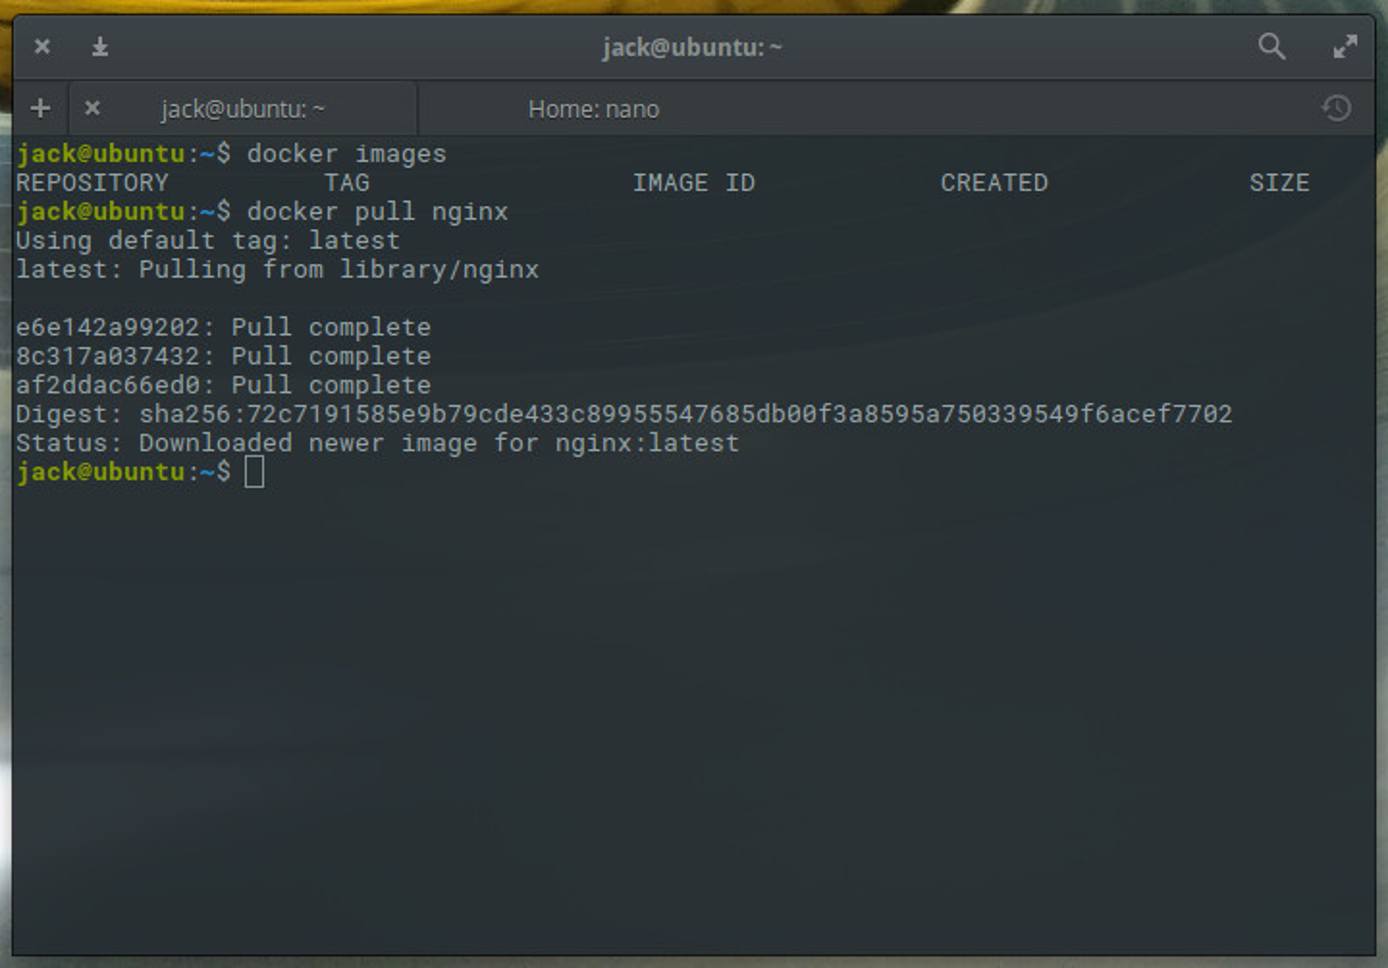 jack@ubuntu: ~
jack@ubuntu: ~ Home: nano
jack@ubuntu:~$ docker images
REPOSITORY TAG IMAGE ID CREATED SIZE
jack@ubuntu:~$ docker pull nginx
Using default tag: latest
latest: Pulling from library/nginx
e6e142a99202: Pull complete
8c317a037432: Pull complete
af2ddac66ed0: Pull complete
Digest: sha256:72c7191585e9b79cde433c89955547685db00f3a8595a750339549f6acef7702
Status: Downloaded newer image for nginx:latest
jack@ubuntu:~$